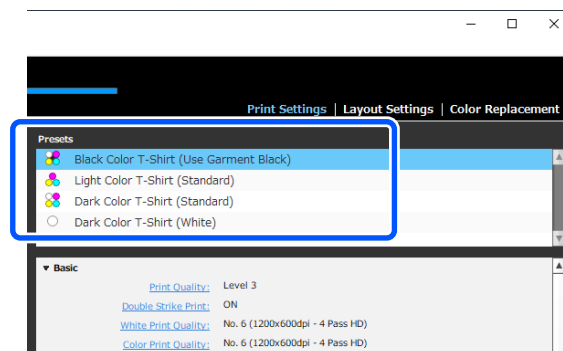 Print Settings | Layout Settings | Color Replacement
Presets
Black Color T-Shirt (Use Garment Black)
Light Color T-Shirt (Standard)
Dark Color T-Shirt (Standard)
Dark Color T-Shirt (White)
▼ Basic
Print Quality: Level 3
Double Strike Print: ON
White Print Quality: No. 6 (1200x600dpi - 4 Pass HD)
Color Print Quality: No. 6 (1200x600dpi - 4 Pass HD)